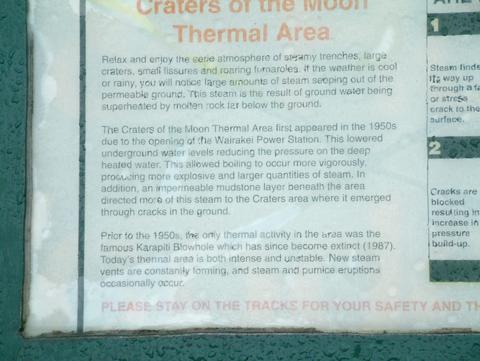 Craters of the Moon
Thermal Area
Relax and enjoy the eerie atmosphere of steamy trenches, large
craters, small fissures and roaring fumaroles. If the weather is cool
or rainy, you will notice large amounts of steam seeping out of the
permeable ground. This steam is the result of ground water being
superheated by molten rock far below the ground.
The Craters of the Moon Thermal Area first appeared in the 1950s
due to the opening of the Wairakei Power Station. This lowered
underground water levels reducing the pressure on the deep
heated water. This allowed boiling to occur more vigorously,
producing more explosive and larger quantities of steam. In
addition, an impermeable mudstone layer beneath the area
directed more of this steam to the Craters area where it emerged
through cracks in the ground.
Prior to the 1950s, the only thermal activity in the area was the
famous Karapiti Blowhole which has since become extinct (1987).
Today's thermal area is both intense and unstable. New steam
vents are constantly forming, and steam and pumice eruptions
occasionally occur.
PLEASE STAY ON THE TRACKS FOR YOUR SAFETY AND
1
Steam finds
its way up
through a
or stress
crack to the
surface.
2
Cracks are
blocked
resulting in
increase in
pressure
build-up.